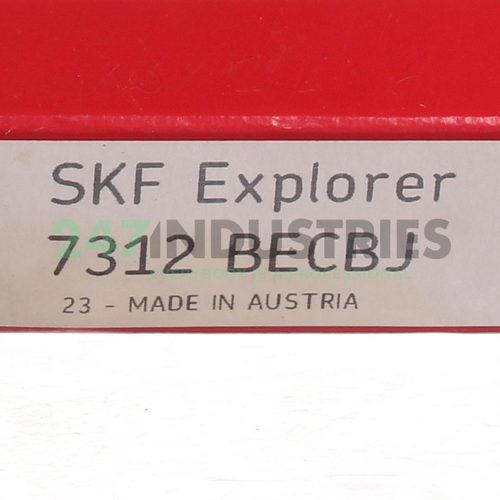 SKF Explorer
247INDUSTRIES
7312 BECBJ
23 - MADE IN AUSTRIA